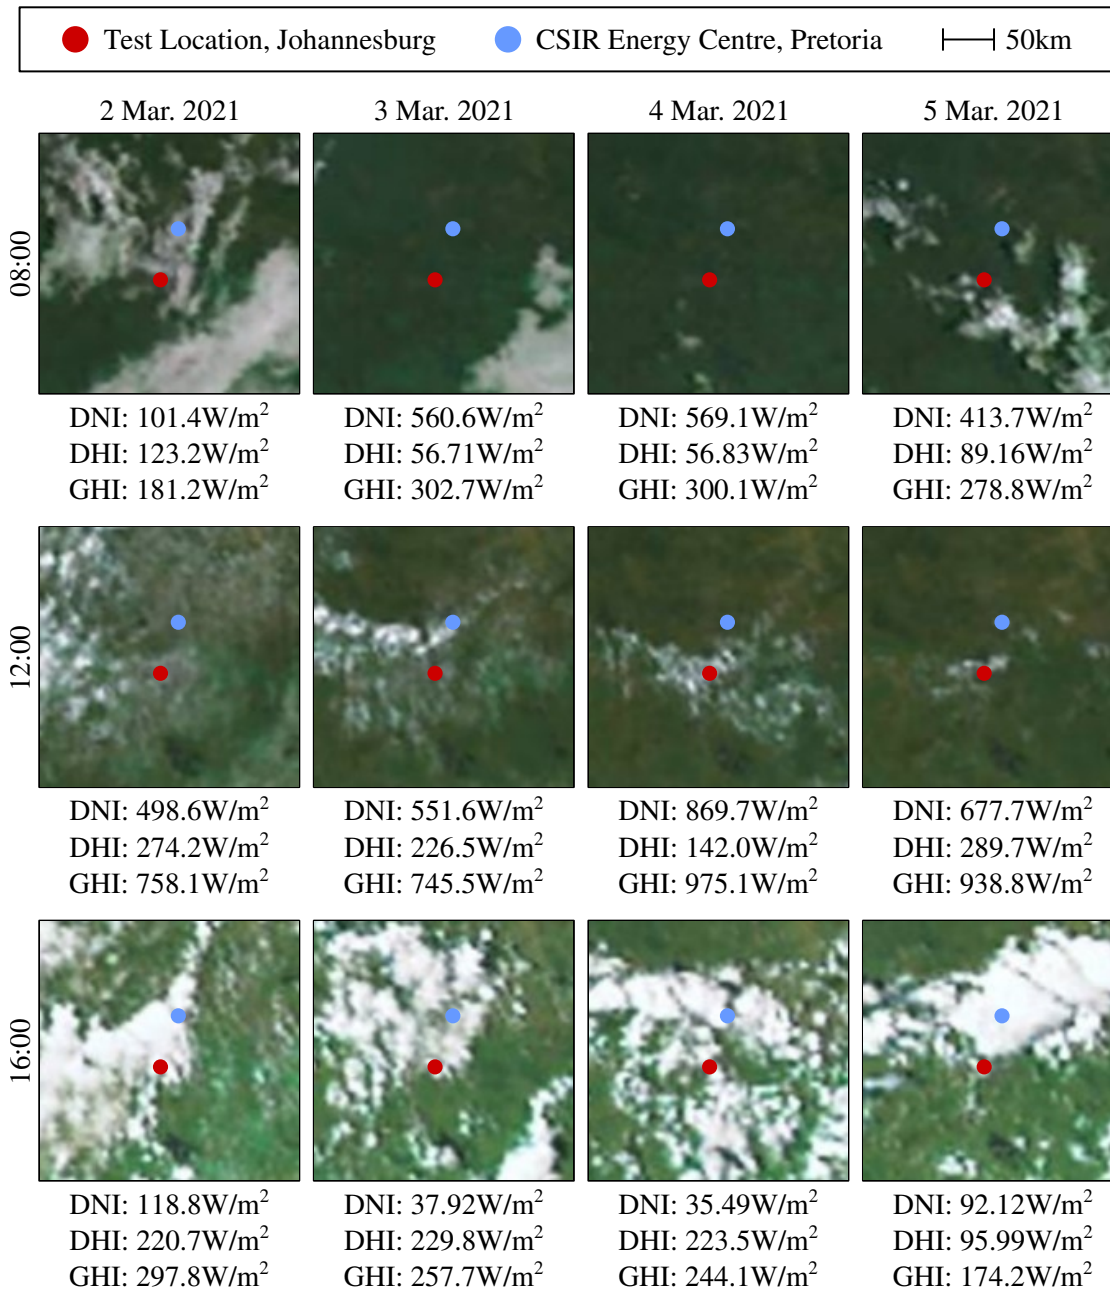 Test Location, Johannesburg CSIR Energy Centre, Pretoria 50km
2 Mar. 2021 3 Mar. 2021 4 Mar. 2021 5 Mar. 2021
08:00
DNI: 101.4W/m² DNI: 560.6W/m² DNI: 569.1W/m² DNI: 413.7W/m²
DHI: 123.2W/m² DHI: 56.71W/m² DHI: 56.83W/m² DHI: 89.16W/m²
GHI: 181.2W/m² GHI: 302.7W/m² GHI: 300.1W/m² GHI: 278.8W/m²
12:00
DNI: 498.6W/m² DNI: 551.6W/m² DNI: 869.7W/m² DNI: 677.7W/m²
DHI: 274.2W/m² DHI: 226.5W/m² DHI: 142.0W/m² DHI: 289.7W/m²
GHI: 758.1W/m² GHI: 745.5W/m² GHI: 975.1W/m² GHI: 938.8W/m²
16:00
DNI: 118.8W/m² DNI: 37.92W/m² DNI: 35.49W/m² DNI: 92.12W/m²
DHI: 220.7W/m² DHI: 229.8W/m² DHI: 223.5W/m² DHI: 95.99W/m²
GHI: 297.8W/m² GHI: 257.7W/m² GHI: 244.1W/m² GHI: 174.2W/m²